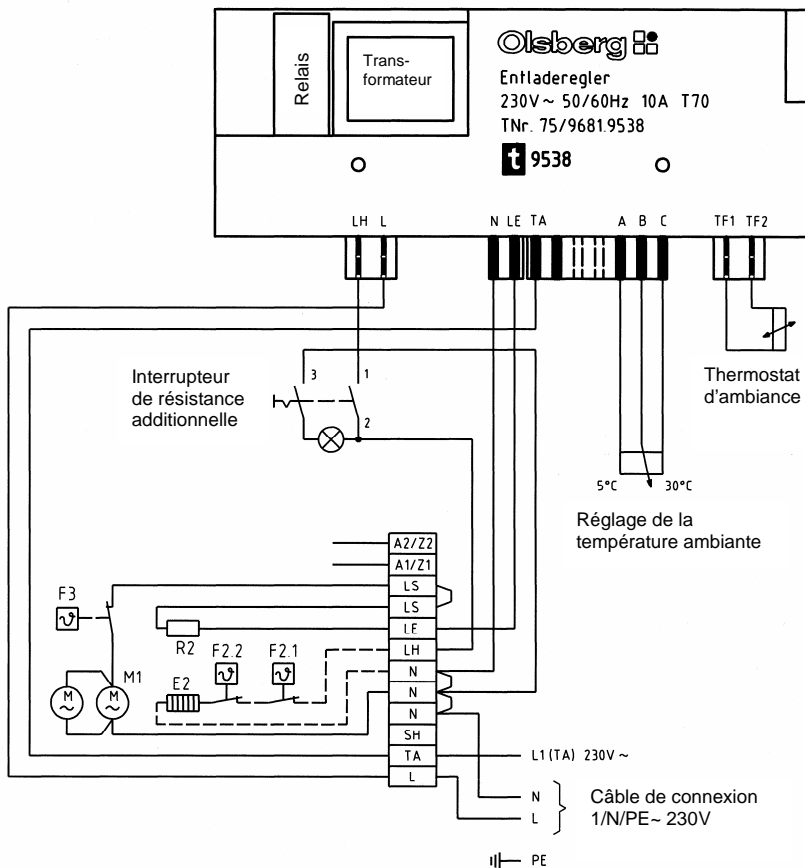 Relais
Trans-
formateur
Olsberg
Entladeregler
230V~ 50/60Hz 10A T70
TNr. 75/9681.9538
t 9538
LH L
N LE TA
A B C
TF1 TF2
Interrupteur
de résistance
additionnelle
3
1
2
Thermostat
d'ambiance
5°C
30°C
Réglage de la
température ambiante
A2/Z2
A1/Z1
LS
LS
LE
LH
N
N
N
SH
TA
L
F3
ϑ
R2
F2.2
F2.1
ϑ
ϑ
E2
M1
M
~
M
~
L1(TA) 230V~
N
L
Câble de connexion
1/N/PE~ 230V
PE